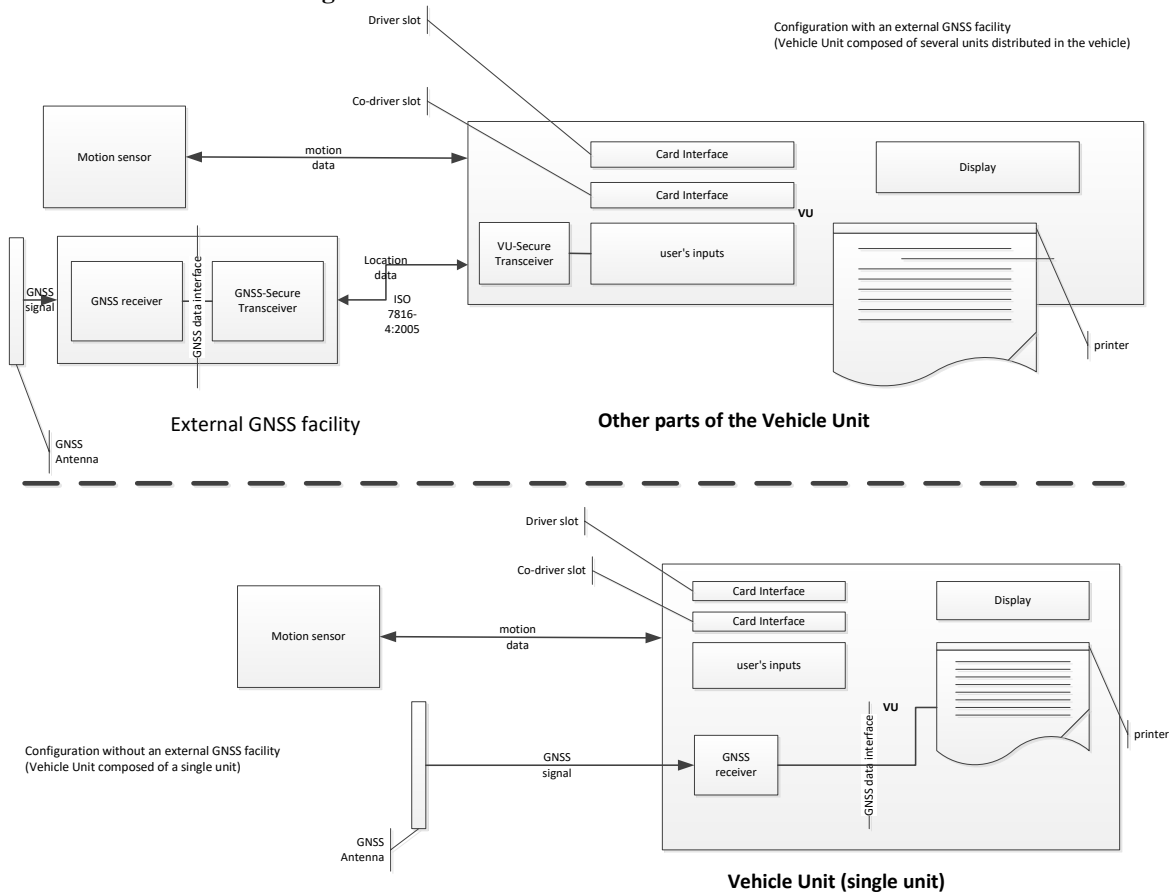 Driver slot
Configuration with an external GNSS facility
(Vehicle Unit composed of several units distributed in the vehicle)
Co-driver slot
Motion sensor
motion
data
Card Interface
Card Interface
Display
VU
VU-Secure
Transceiver
user's inputs
GNSS
signal
GNSS receiver
GNSS data interface
GNSS-Secure
Transceiver
Location
data
ISO
7816-
4:2005
printer
External GNSS facility
Other parts of the Vehicle Unit
GNSS
Antenna
Driver slot
Co-driver slot
Card Interface
Card Interface
Display
Motion sensor
motion
data
user's inputs
VU
printer
Configuration without an external GNSS facility
(Vehicle Unit composed of a single unit)
GNSS
signal
GNSS
receiver
GNSS data interface
GNSS
Antenna
Vehicle Unit (single unit)